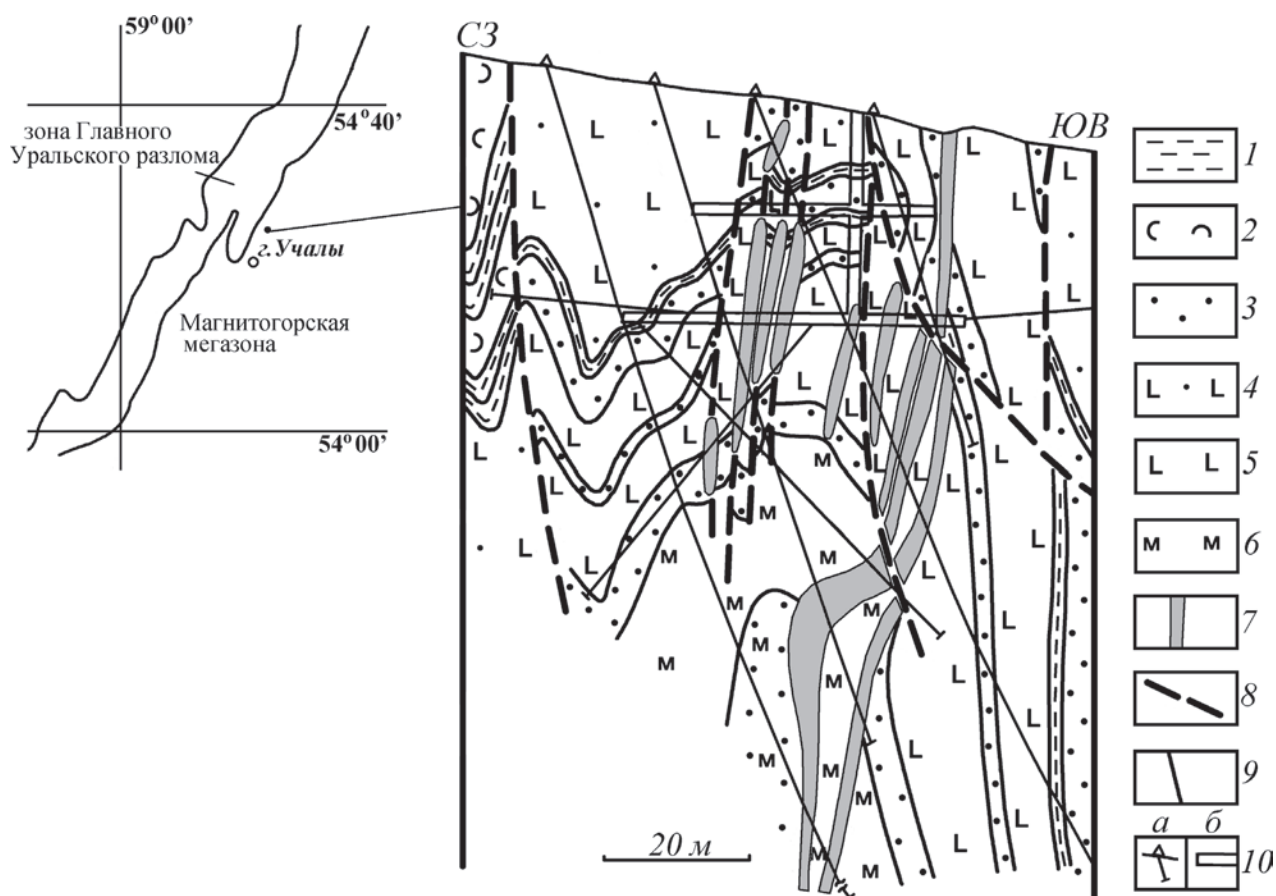 59°00'
54°40'
зона Главного
Уральского разлома
г. Учалы
Магнитогорская
мегазона
54°00'
СЗ
ЮВ
20 м
1
2
3
L L 4
L L 5
M M 6
7
8
9
а б
10